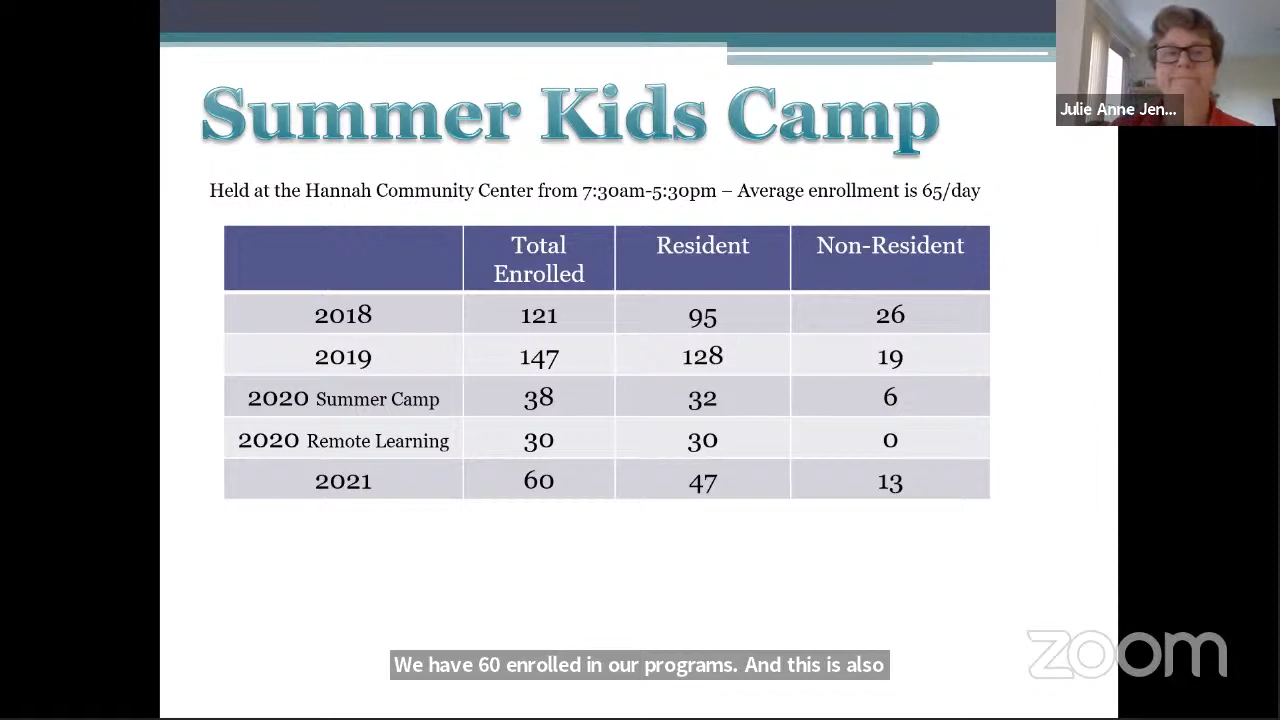 Summer Kids Camp
Julie Anne Jen...
Held at the Hannah Community Center from 7:30am-5:30pm – Average enrollment is 65/day
Total Enrolled Resident Non-Resident
2018 121 95 26
2019 147 128 19
2020 Summer Camp 38 32 6
2020 Remote Learning 30 30 0
2021 60 47 13
We have 60 enrolled in our programs. And this is also
zoom